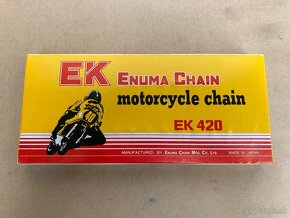 EK ENUMA CHAIN
motorcycle chain
EK 420
MANUFACTURED BY ENUMA CHAIN MFG. CO. LTD. MADE IN JAPAN